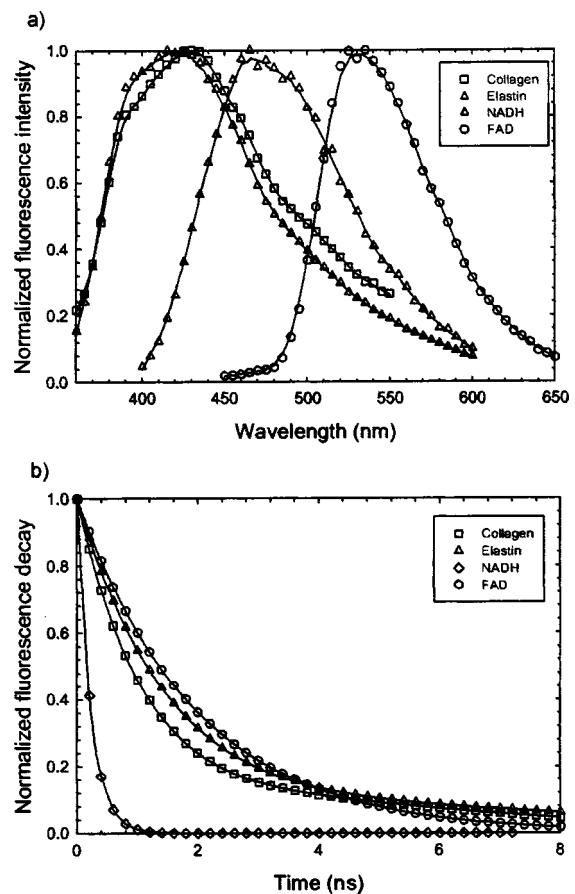 a)
Normalized fluorescence intensity
1.0
0.8
0.6
0.4
0.2
0.0
Collagen
Elastin
NADH
FAD
400 450 500 550 600 650
Wavelength (nm)
b)
Normalized fluorescence decay
1.0
0.8
0.6
0.4
0.2
0.0
Collagen
Elastin
NADH
FAD
0 2 4 6 8
Time (ns)